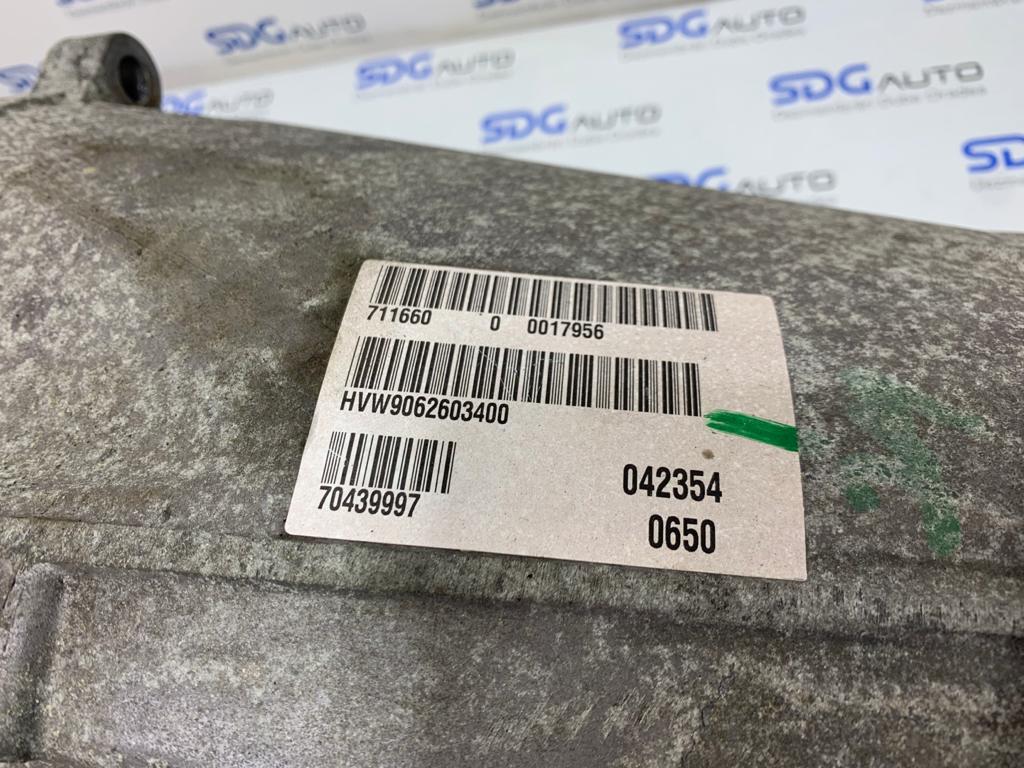 SDG AUTO
SDG AUTO
SDG AUTO
SDG AUTO
SDG AUTO
SDG
AUTO
711660 0 0017956
HVW9062603400
70439997
042354
0650